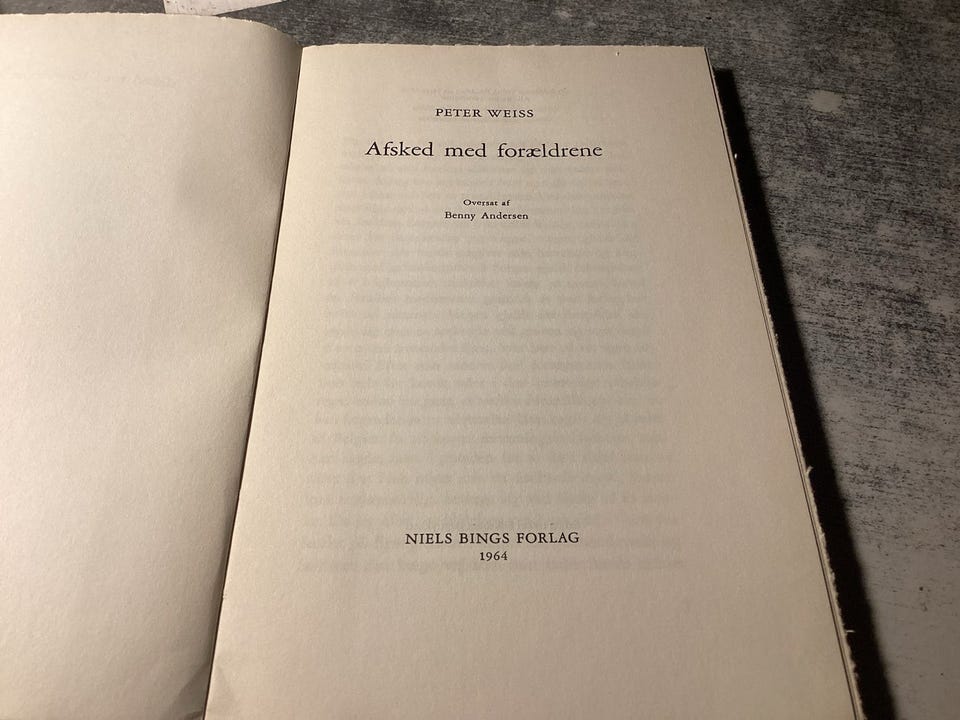 PETER WEISS
Afsked med forældrene
Oversat af
Benny Andersen
NIELS BINGS FORLAG
1964